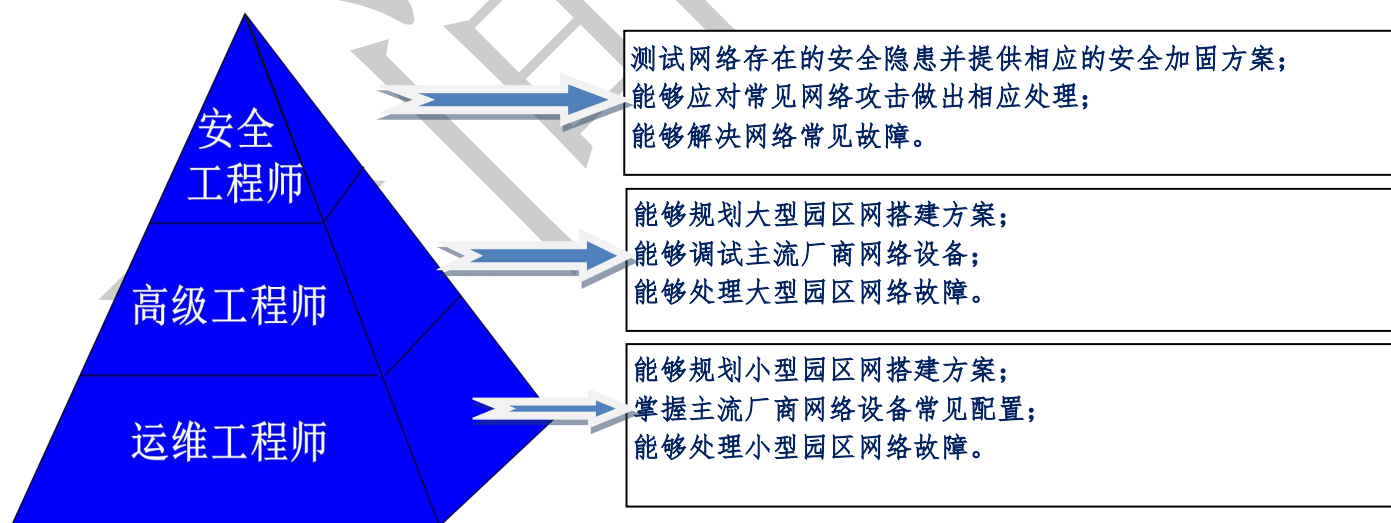 安全
工程师
测试网络存在的安全隐患并提供相应的安全加固方案；
能够应对常见网络攻击做出相应处理；
能够解决网络常见故障。
高级工程师
能够规划大型园区网搭建方案；
能够调试主流厂商网络设备；
能够处理大型园区网络故障。
运维工程师
能够规划小型园区网搭建方案；
掌握主流厂商网络设备常见配置；
能够处理小型园区网络故障。